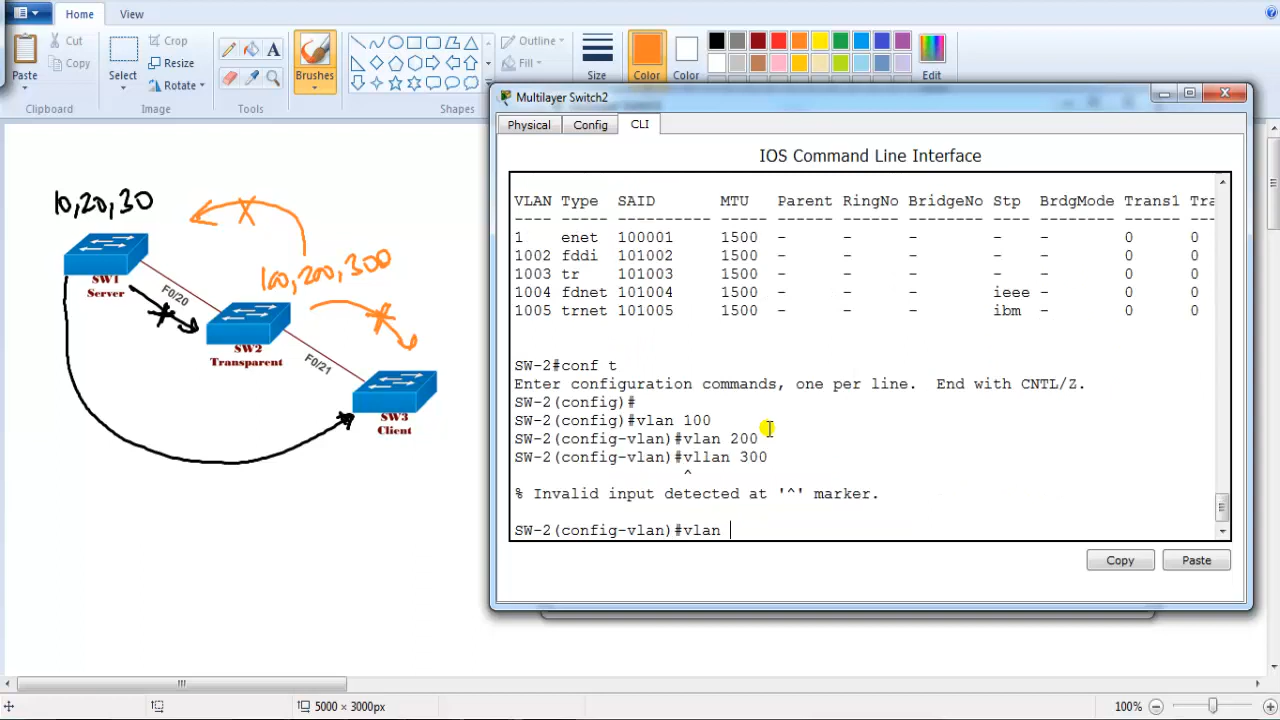 Home View
Cut
Copy
Paste
Clipboard
Select
Crop
Resize
Rotate
Image
A
Tools
Brushes
Outline
Fill
Shapes
Size
Color
Color
Edit
10,20,30
SW1
Server
F0/20
100,200,300
SW2
Transparent
F0/21
SW3
Client
Multilayer Switch2
Physical Config CLI
IOS Command Line Interface
VLAN Type SAID MTU Parent RingNo BridgeNo Stp BrdgMode Trans1 Tra
---- ----- ---------- ----- ------ ------ -------- ---- -------- ------ ---
1 enet 100001 1500 - - - - - 0 0
1002 fddi 101002 1500 - - - - - 0 0
1003 tr 101003 1500 - - - - - 0 0
1004 fdnet 101004 1500 - - - ieee - 0 0
1005 trnet 101005 1500 - - - ibm - 0 0
SW-2#conf t
Enter configuration commands, one per line. End with CNTL/Z.
SW-2(config)#
SW-2(config)#vlan 100
SW-2(config-vlan)#vlan 200
SW-2(config-vlan)#vllan 300
^
% Invalid input detected at '^' marker.
SW-2(config-vlan)#vlan
Copy Paste
5000 × 3000px
100%